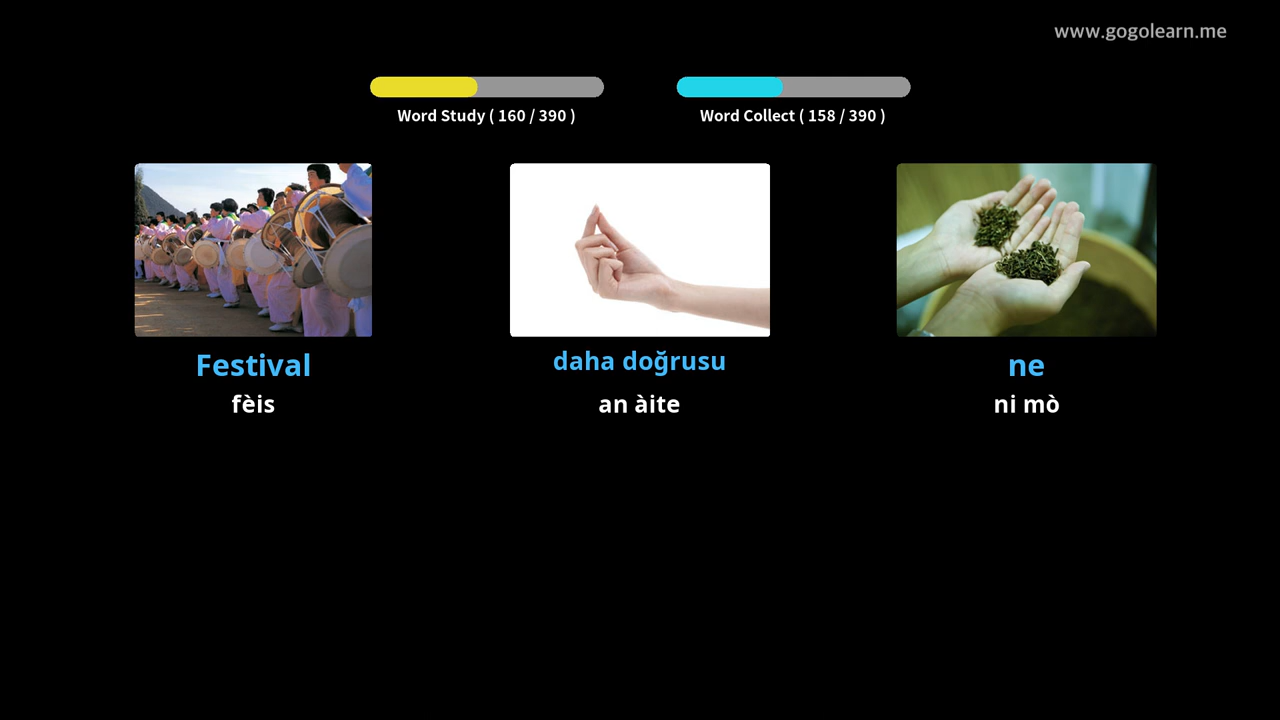 www.gogolearn.me
Word Study ( 160 / 390 )
Word Collect ( 158 / 390 )
Festival
daha doğrusu
ne
fèis
an àite
ni mò